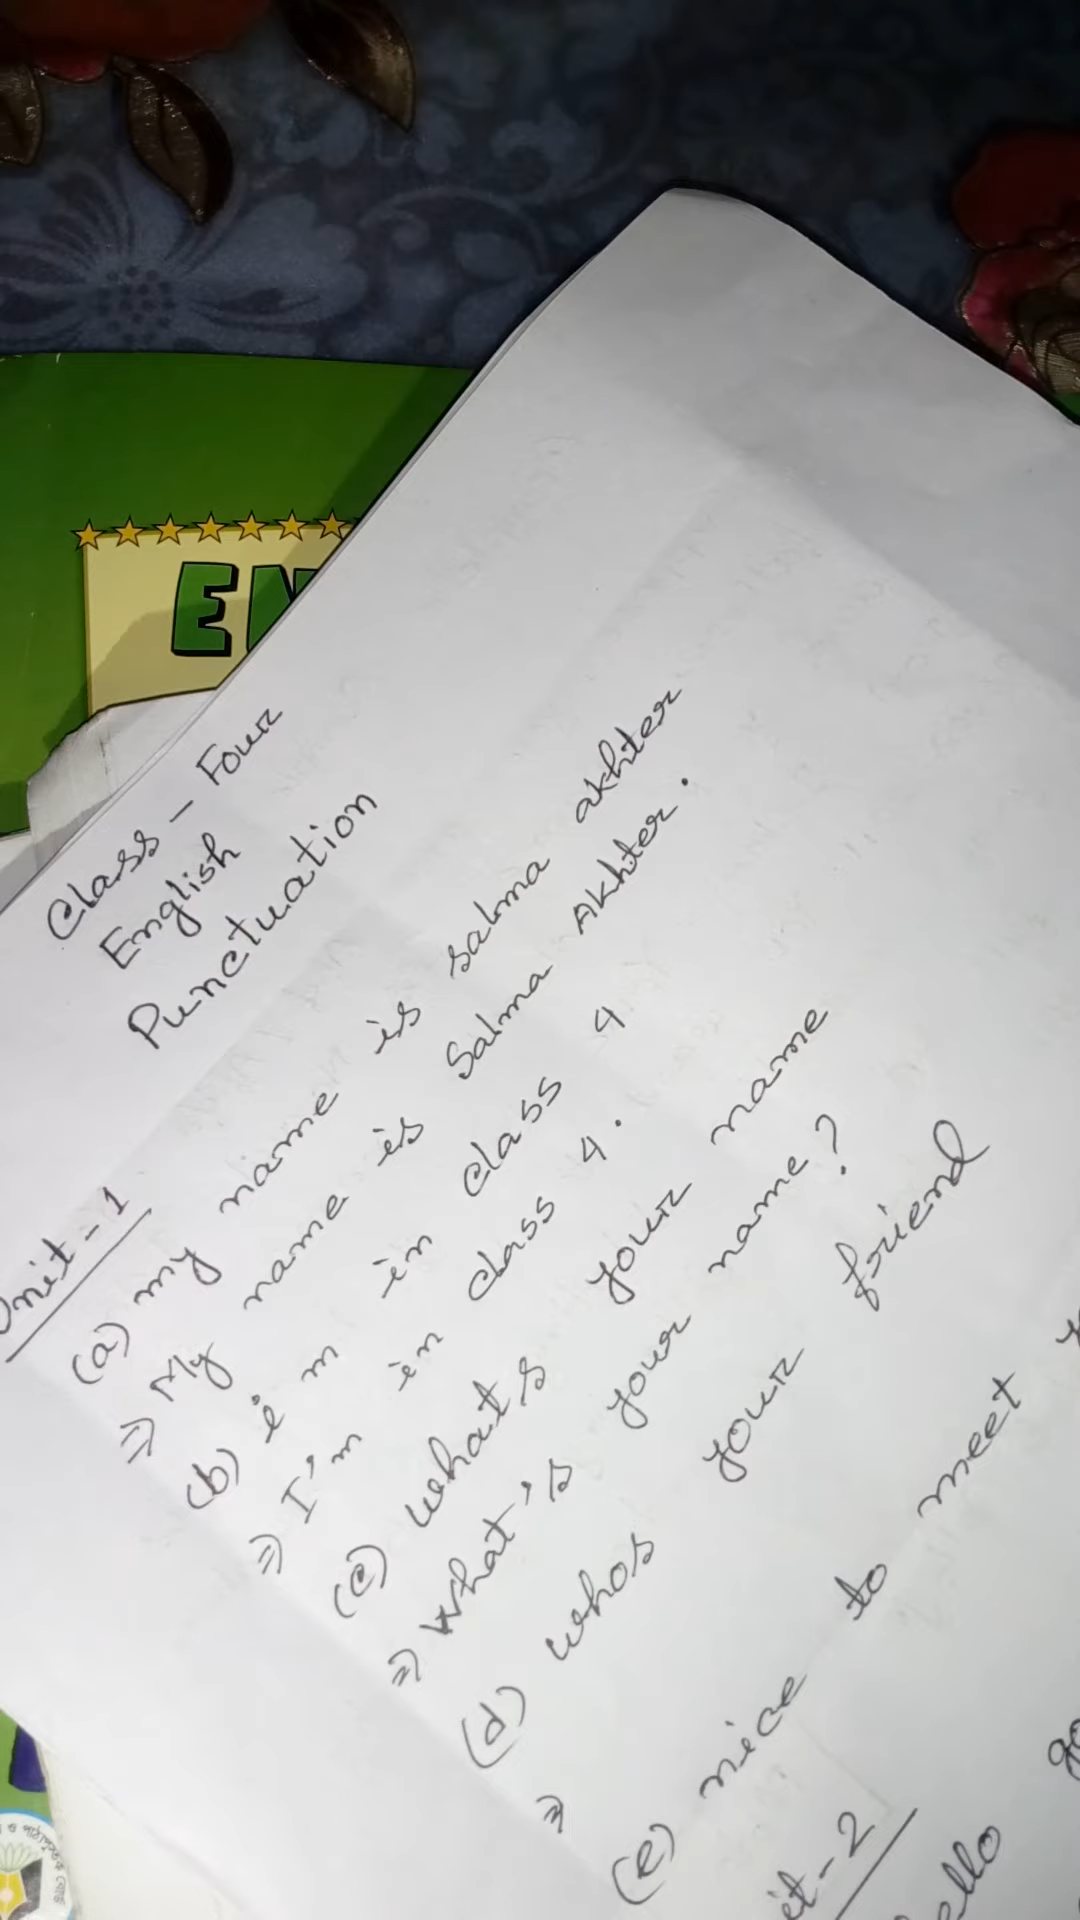 EN
Class - Four
English
Punctuation
Unit - 1
(a) my name is salma akhter
⇒ My name is Salma Akhter.
(b) i m in class 4
⇒ I'm in class 4.
(c) whats your name
⇒ What's your name?
(d) whos your friend
⇒
(e) nice to meet